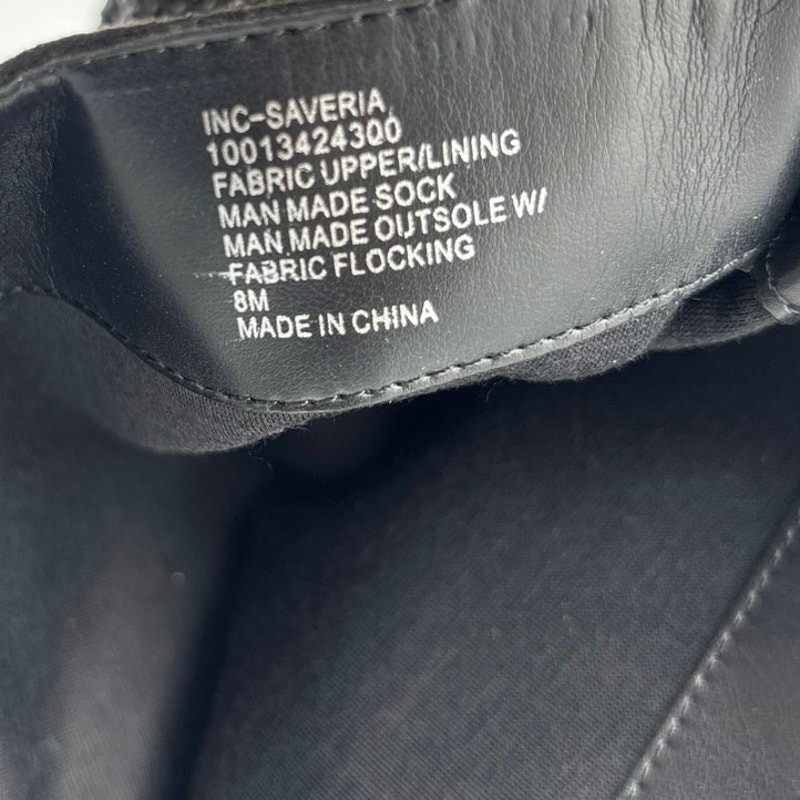 INC-SAVERIA
10013424300
FABRIC UPPER/LINING
MAN MADE SOCK
MAN MADE OUTSOLE W/
FABRIC FLOCKING
8M
MADE IN CHINA